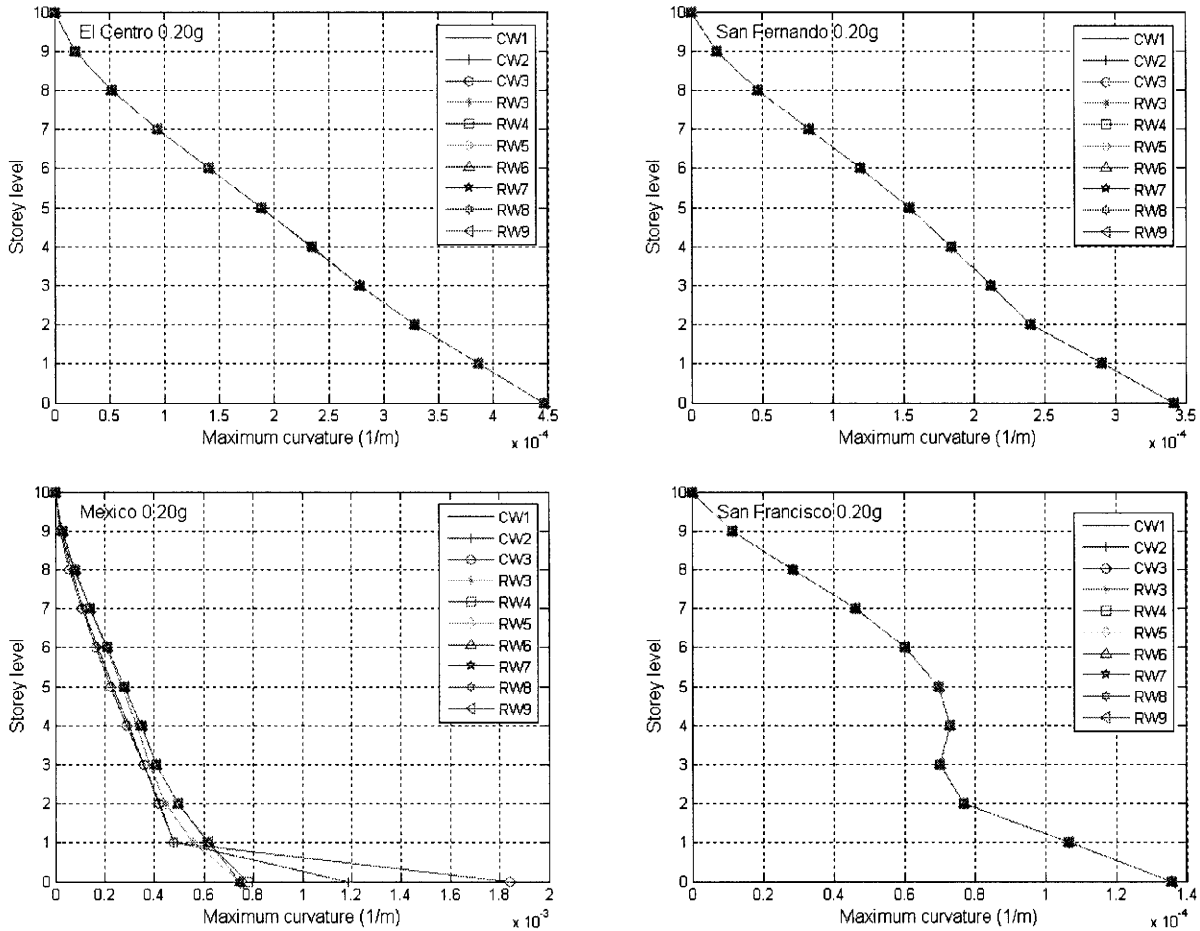 El Centro 0.20g
CW1
CW2
CW3
RW3
RW4
RW5
RW6
RW7
RW8
RW9
10
9
8
7
6
5
4
3
2
1
0
Storey level
0 0.5 1 1.5 2 2.5 3 3.5 4 4.5
Maximum curvature (1/m)
x 10-4
San Fernando 0.20g
CW1
CW2
CW3
RW3
RW4
RW5
RW6
RW7
RW8
RW9
10
9
8
7
6
5
4
3
2
1
0
Storey level
0 0.5 1 1.5 2 2.5 3 3.5
Maximum curvature (1/m)
x 10-4
Mexico 0.20g
CW1
CW2
CW3
RW3
RW4
RW5
RW6
RW7
RW8
RW9
10
9
8
7
6
5
4
3
2
1
0
Storey level
0 0.2 0.4 0.6 0.8 1 1.2 1.4 1.6 1.8 2
Maximum curvature (1/m)
x 10-3
San Francisco 0.20g
CW1
CW2
CW3
RW3
RW4
RW5
RW6
RW7
RW8
RW9
10
9
8
7
6
5
4
3
2
1
0
Storey level
0 0.2 0.4 0.6 0.8 1 1.2 1.4
Maximum curvature (1/m)
x 10-4